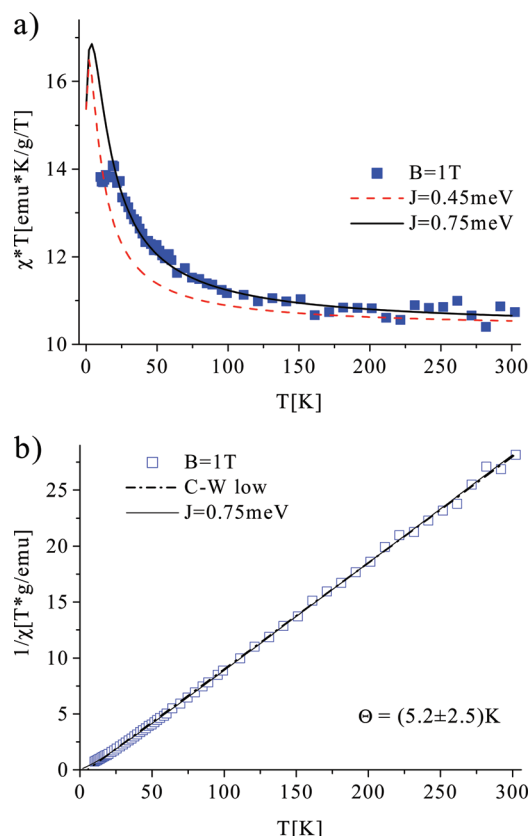 a)
16
14
12
10
χ*T[emu*K/g/T]
B=1T
J=0.45meV
J=0.75meV
0 50 100 150 200 250 300
T[K]
b)
25
20
15
10
5
0
1/χ[T*g/emu]
B=1T
C-W low
J=0.75meV
Θ = (5.2±2.5)K
0 50 100 150 200 250 300
T[K]